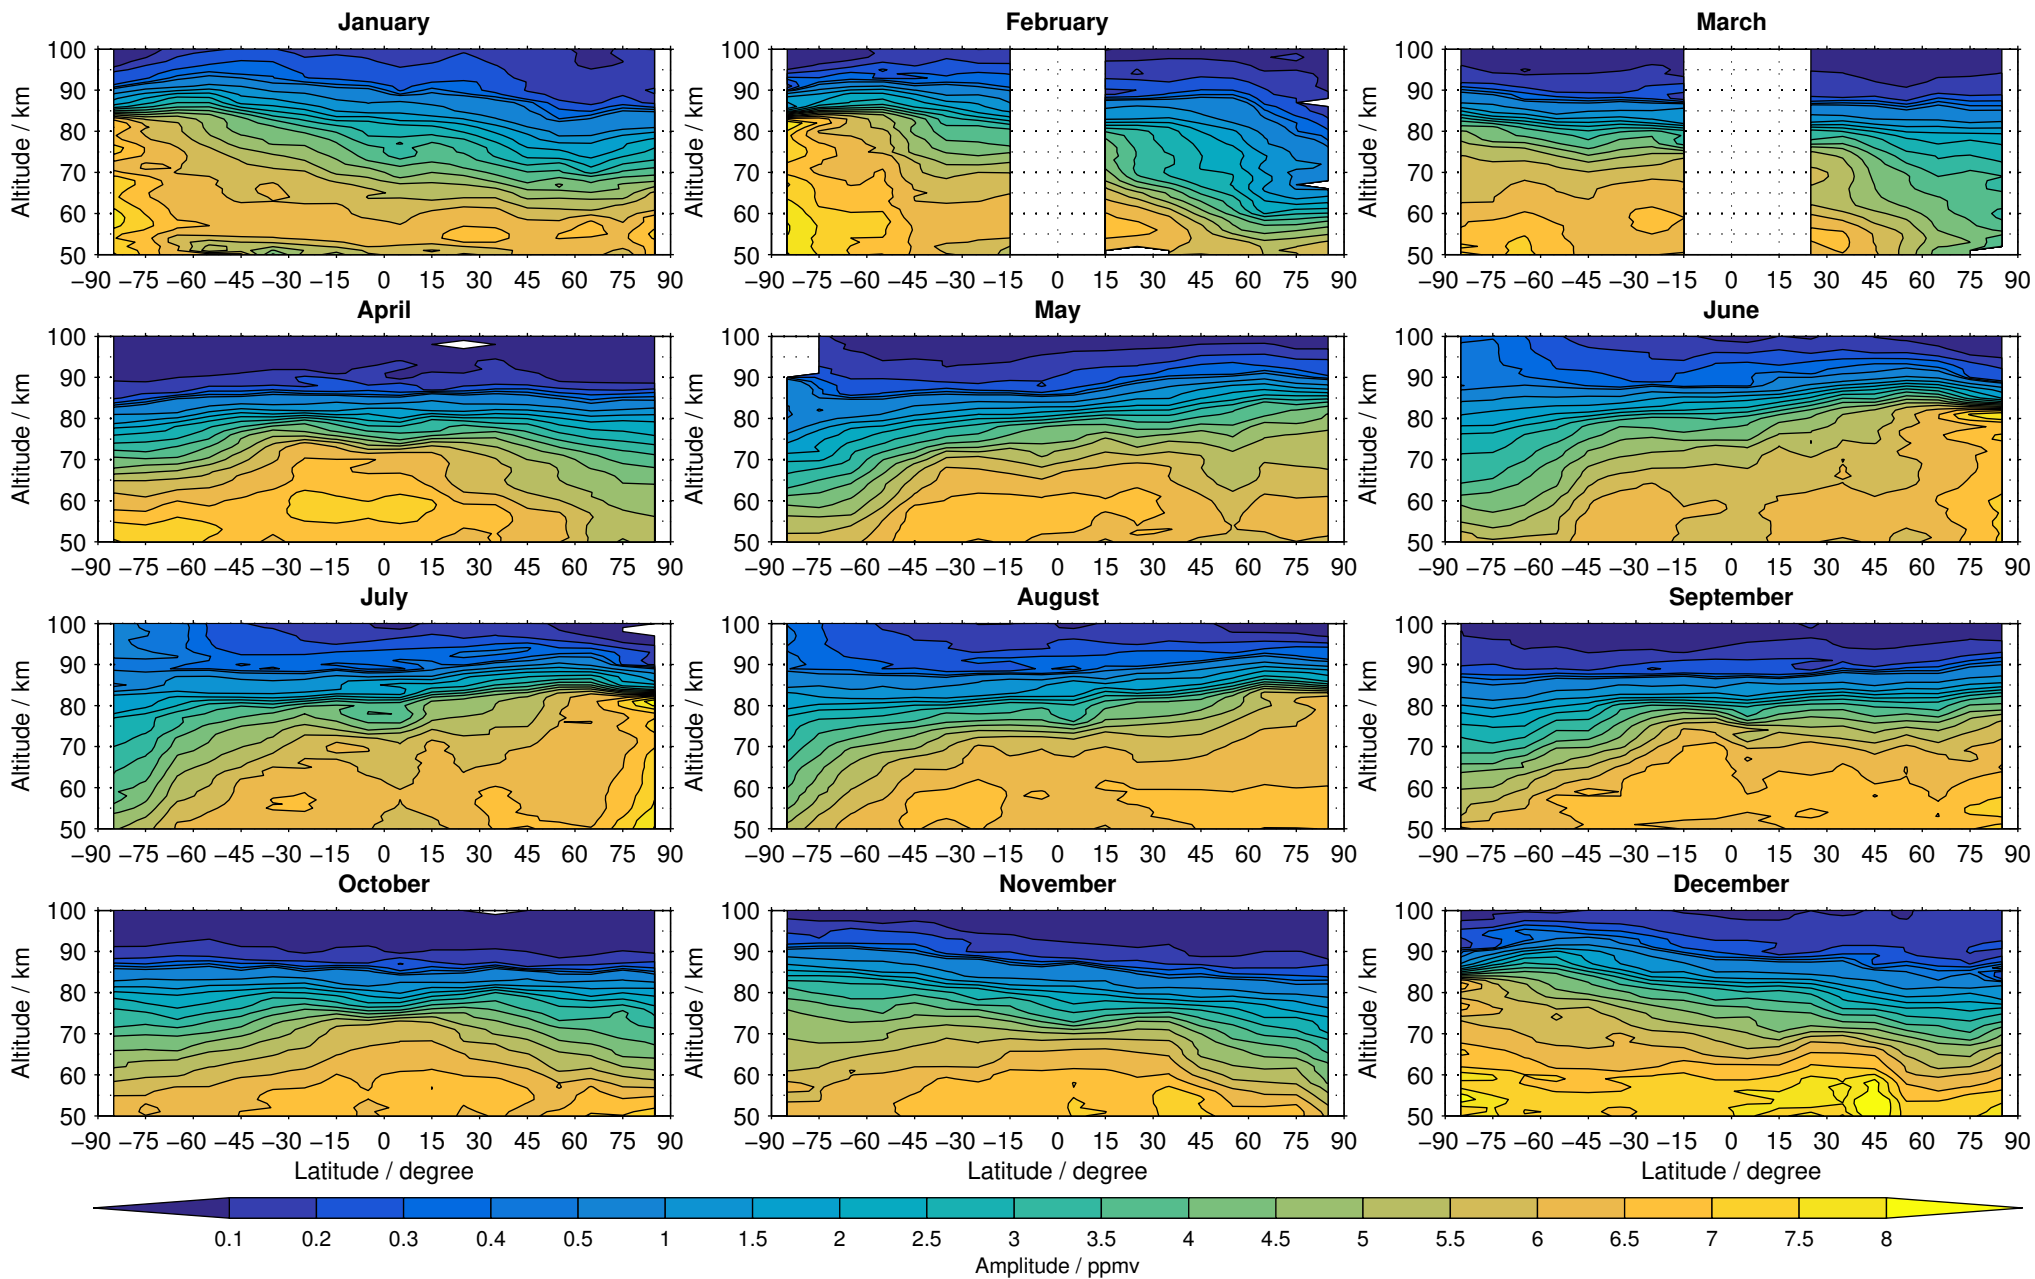 January February March
100 100 100
90 90 90
80 80 80
70 70 70
60 60 60
50 50 50
Altitude / km Altitude / km Altitude / km
−90 −75 −60 −45 −30 −15 0 15 30 45 60 75 90 −90 −75 −60 −45 −30 −15 0 15 30 45 60 75 90 −90 −75 −60 −45 −30 −15 0 15 30 45 60 75 90
April May June
100 100 100
90 90 90
80 80 80
70 70 70
60 60 60
50 50 50
Altitude / km Altitude / km Altitude / km
−90 −75 −60 −45 −30 −15 0 15 30 45 60 75 90 −90 −75 −60 −45 −30 −15 0 15 30 45 60 75 90 −90 −75 −60 −45 −30 −15 0 15 30 45 60 75 90
July August September
100 100 100
90 90 90
80 80 80
70 70 70
60 60 60
50 50 50
Altitude / km Altitude / km Altitude / km
−90 −75 −60 −45 −30 −15 0 15 30 45 60 75 90 −90 −75 −60 −45 −30 −15 0 15 30 45 60 75 90 −90 −75 −60 −45 −30 −15 0 15 30 45 60 75 90
October November December
100 100 100
90 90 90
80 80 80
70 70 70
60 60 60
50 50 50
Altitude / km Altitude / km Altitude / km
−90 −75 −60 −45 −30 −15 0 15 30 45 60 75 90 −90 −75 −60 −45 −30 −15 0 15 30 45 60 75 90 −90 −75 −60 −45 −30 −15 0 15 30 45 60 75 90
Latitude / degree Latitude / degree Latitude / degree
0.1 0.2 0.3 0.4 0.5 1 1.5 2 2.5 3 3.5 4 4.5 5 5.5 6 6.5 7 7.5 8
Amplitude / ppmv